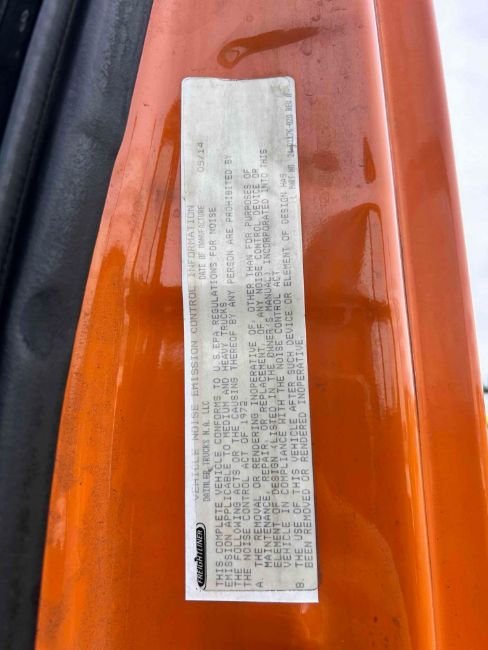 FREIGHTLINER
VEHICLE NOISE EMISSION CONTROL INFORMATION
DAIMLER TRUCKS N.A. LLC DATE OF MANUFACTURE 05/14
THIS COMPLETE VEHICLE CONFORMS TO U.S.EPA REGULATIONS FOR NOISE
EMISSION APPLICABLE TO MEDIUM AND HEAVY TRUCKS.
THE FOLLOWING ACTS OR THE CAUSING THEREOF BY ANY PERSON ARE PROHIBITED BY
THE NOISE CONTROL ACT OF 1972
A THE REMOVAL OR RENDERING INOPERATIVE OF, OTHER THAN FOR PURPOSES OF
MAINTENANCE, REPAIR, OR REPLACEMENT, OF ANY NOISE CONTROL DEVICE OR
ELEMENT OF DESIGN (LISTED IN THE OWNER'S MANUAL) INCORPORATED INTO THIS
VEHICLE IN COMPLIANCE WITH THE NOISE CONTROL ACT
B. THE USE OF THIS VEHICLE AFTER SUCH DEVICE OR ELEMENT OF DESIGN HAS
BEEN REMOVED OR RENDERED INOPERATIVE.
PART NO. REV